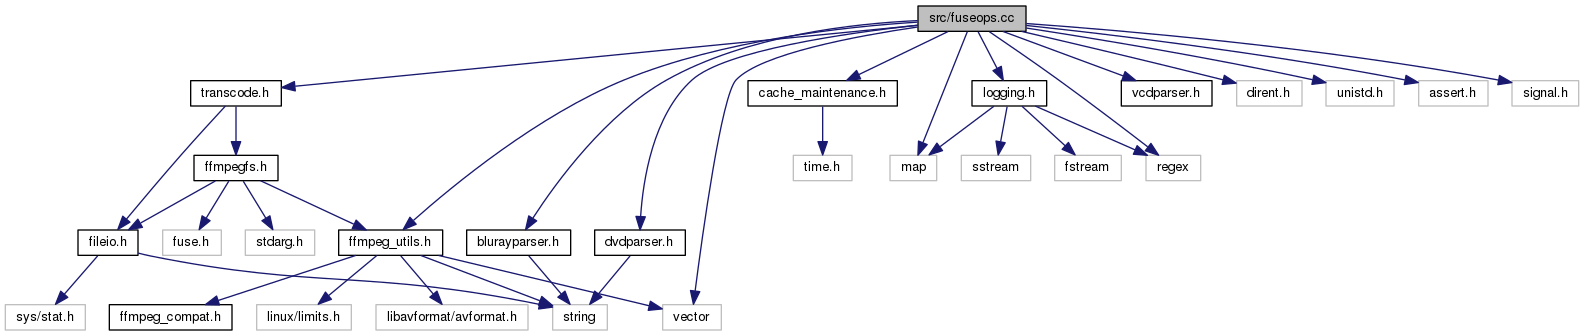 src/fuseops.cc
transcode.h
cache_maintenance.h
logging.h
vcdparser.h
dirent.h
unistd.h
assert.h
signal.h
ffmpegfs.h
time.h
map
sstream
fstream
regex
fileio.h
fuse.h
stdarg.h
ffmpeg_utils.h
blurayparser.h
dvdparser.h
sys/stat.h
ffmpeg_compat.h
linux/limits.h
libavformat/avformat.h
string
vector